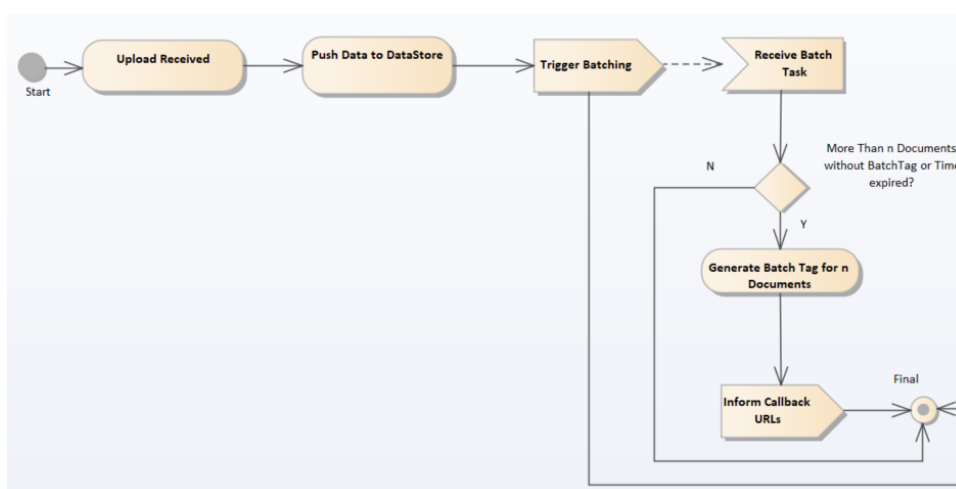 Start
Upload Received
Push Data to DataStore
Trigger Batching
Receive Batch
Task
More Than n Documents
without BatchTag or Time
expired?
N
Y
Generate Batch Tag for n
Documents
Inform Callback
URLs
Final